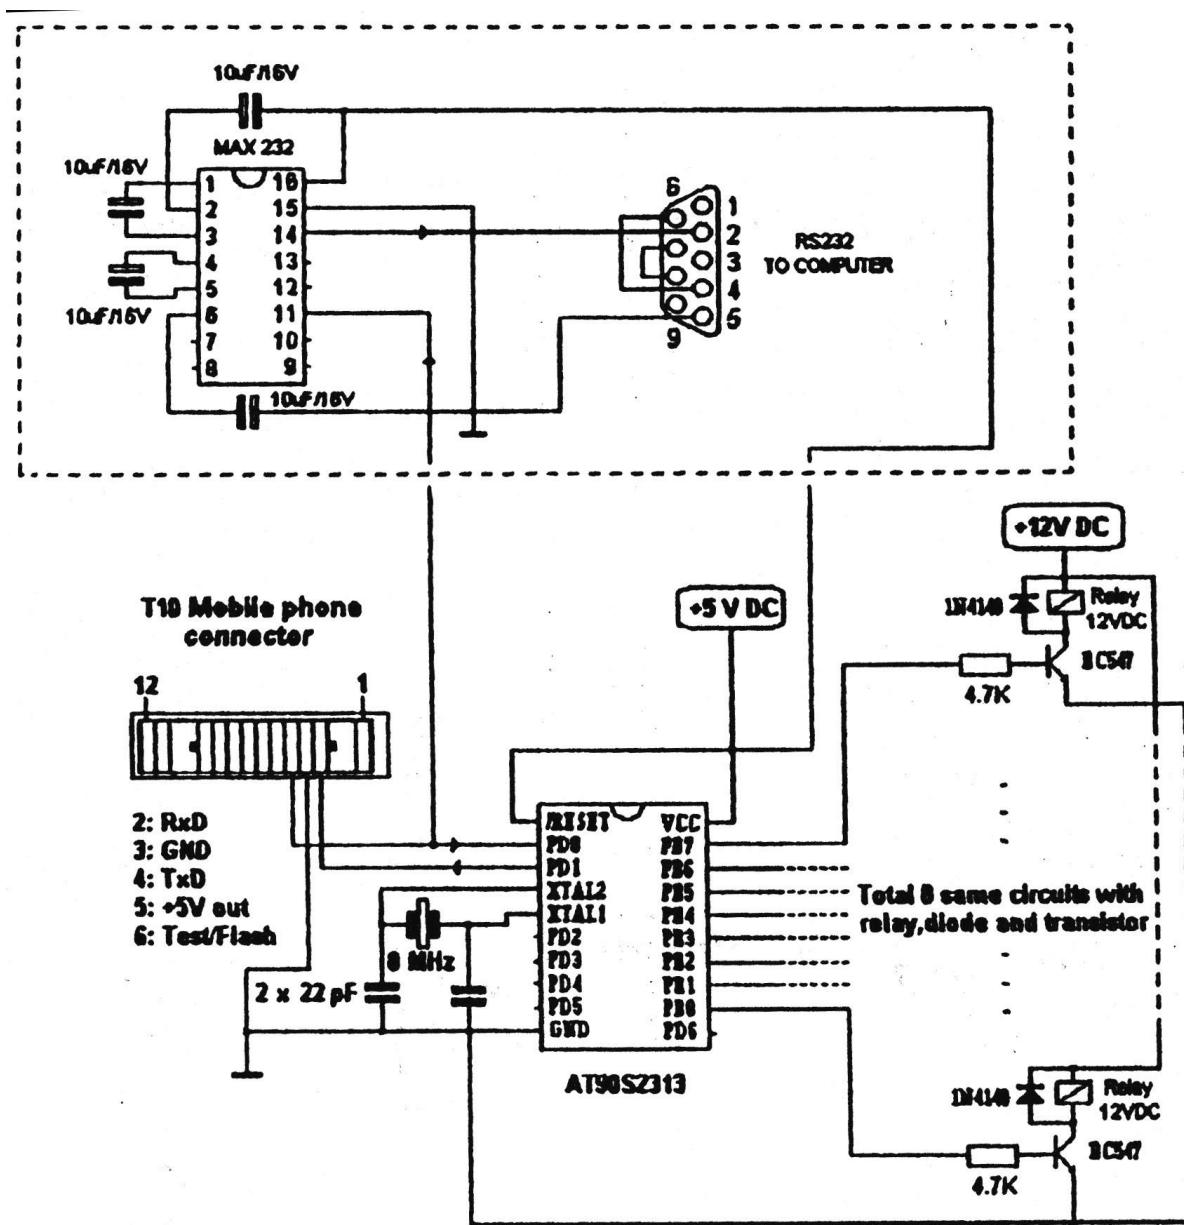 10uF/16V
MAX 232
10uF/16V
1 16
2 15
3 14
4 13
5 12
6 11
7 10
8 9
10uF/16V
10uF/16V
6
1
2
3
4
5
9
RS232
TO COMPUTER
+12V DC
+5 V DC
1N4148
Relay
12VDC
BC547
4.7K
T10 Mobile phone
connector
12 1
2: RxD
3: GND
4: TxD
5: +5V out
6: Test/Flash
/RESET VCC
PD0 PB7
PD1 PB6
XTAL2 PB5
XTAL1 PB4
PD2 PB3
PD3 PB2
PD4 PB1
PD5 PB0
GND PD6
8 MHz
2 x 22 pF
AT90S2313
Total 8 same circuits with
relay,diode and transistor
1N4148
Relay
12VDC
BC547
4.7K